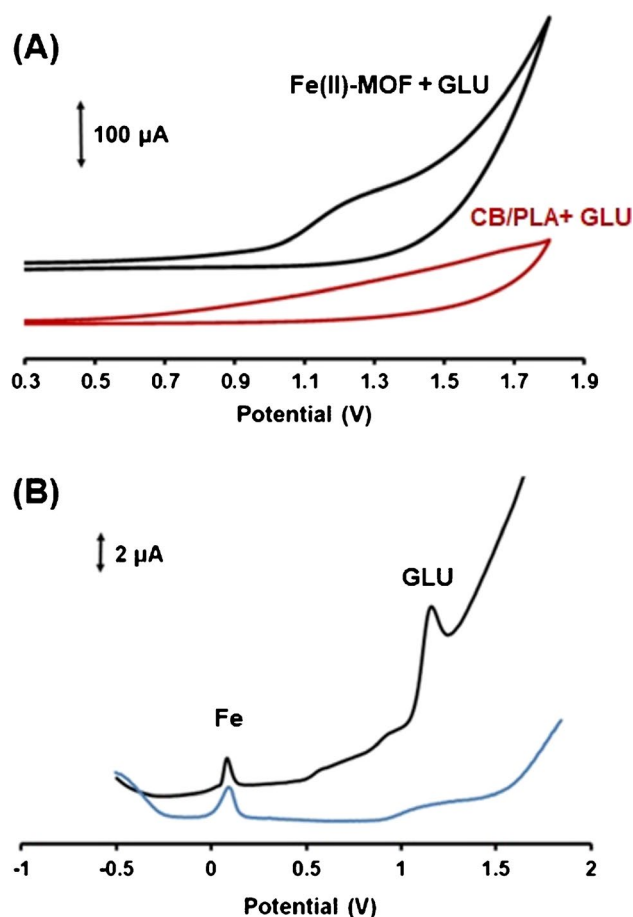 (A)
Fe(II)-MOF + GLU
100 µA
CB/PLA+ GLU
0.3 0.5 0.7 0.9 1.1 1.3 1.5 1.7 1.9
Potential (V)
(B)
2 µA
GLU
Fe
-1 -0.5 0 0.5 1 1.5 2
Potential (V)